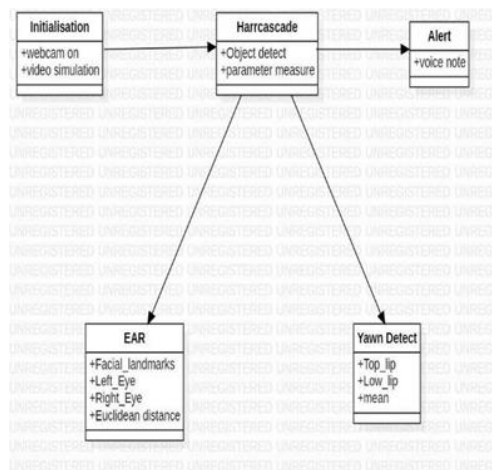 Initialisation
+webcam on
+video simulation
Harrcascade
+Object detect
+parameter measure
Alert
+voice note
EAR
+Facial_landmarks
+Left_Eye
+Right_Eye
+Euclidean distance
Yawn Detect
+Top_lip
+Low_lip
+mean